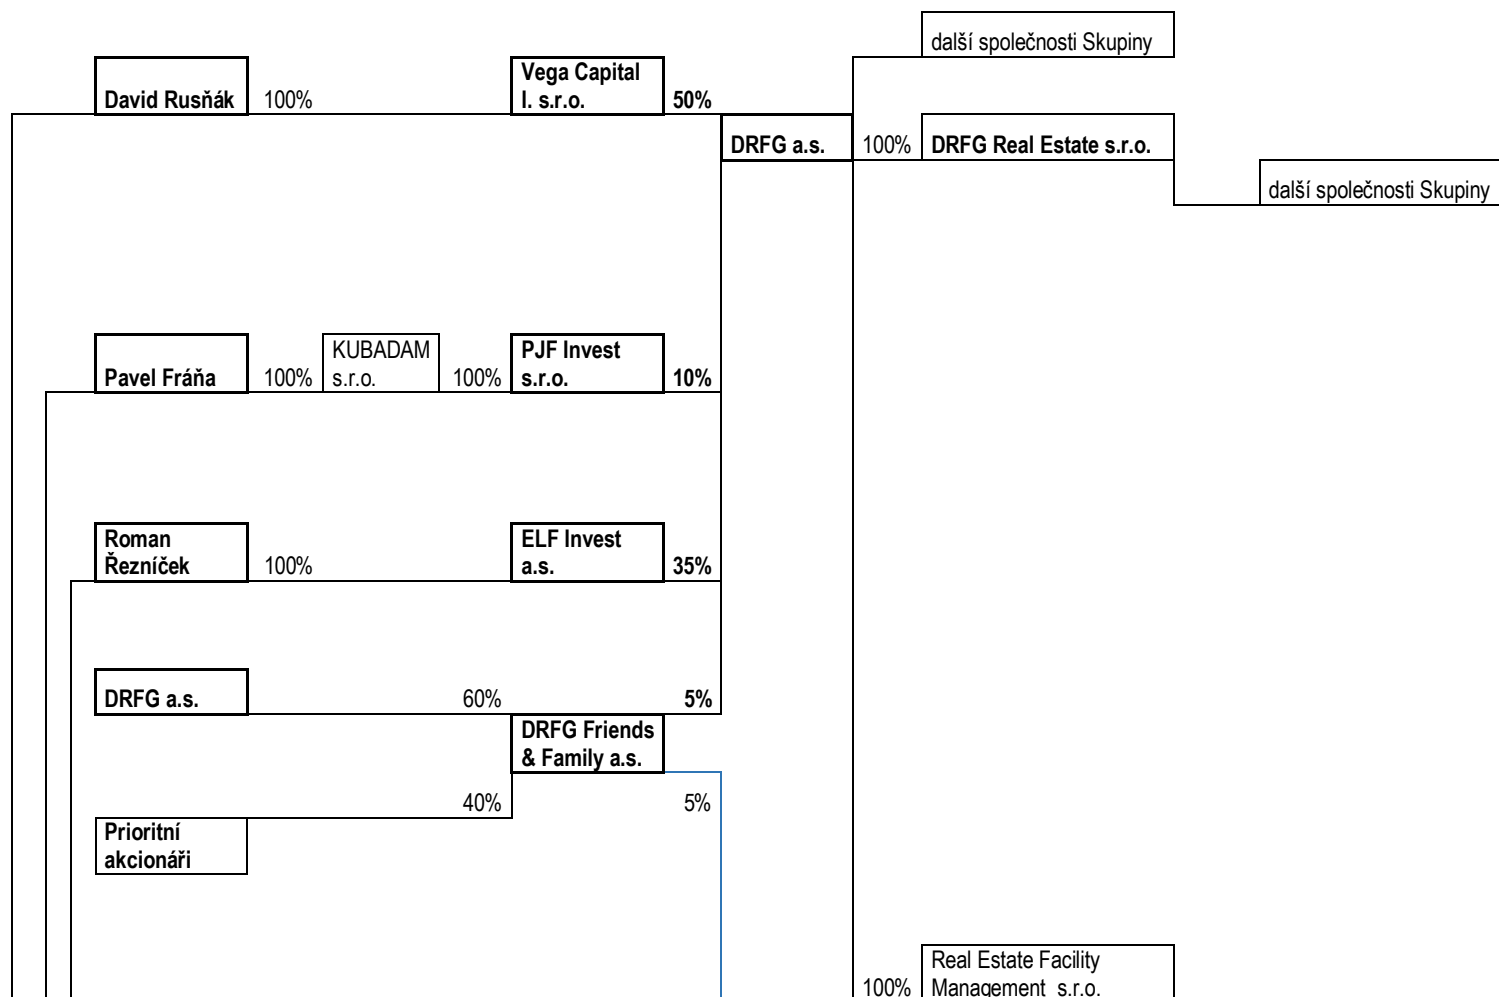 další společnosti Skupiny
David Rusňák 100% Vega Capital
I. s.r.o. 50%
DRFG a.s. 100% DRFG Real Estate s.r.o.
další společnosti Skupiny
Pavel Fráňa 100% KUBADAM
s.r.o. 100% PJF Invest
s.r.o. 10%
Roman
Řezníček 100% ELF Invest
a.s. 35%
DRFG a.s. 60% 5%
DRFG Friends
& Family a.s.
40% 5%
Prioritní
akcionáři
Real Estate Facility
100% Management s.r.o.